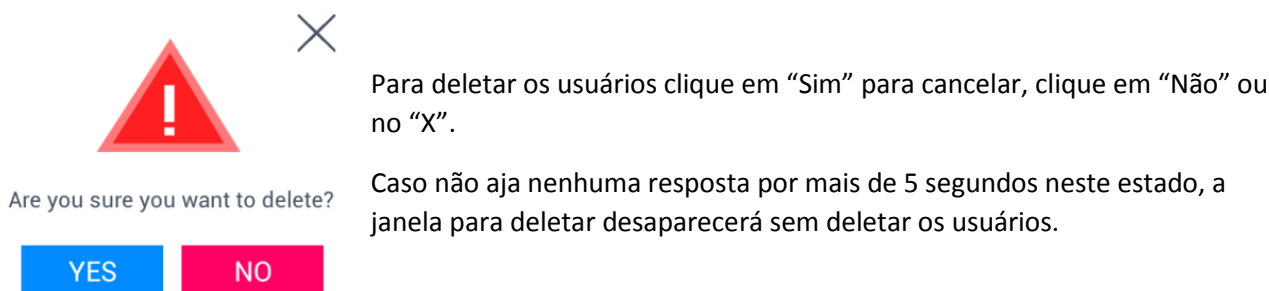 !
Are you sure you want to delete?
YES
NO
Para deletar os usuários clique em “Sim” para cancelar, clique em “Não” ou
no “X”.
Caso não aja nenhuma resposta por mais de 5 segundos neste estado, a
janela para deletar desaparecerá sem deletar os usuários.